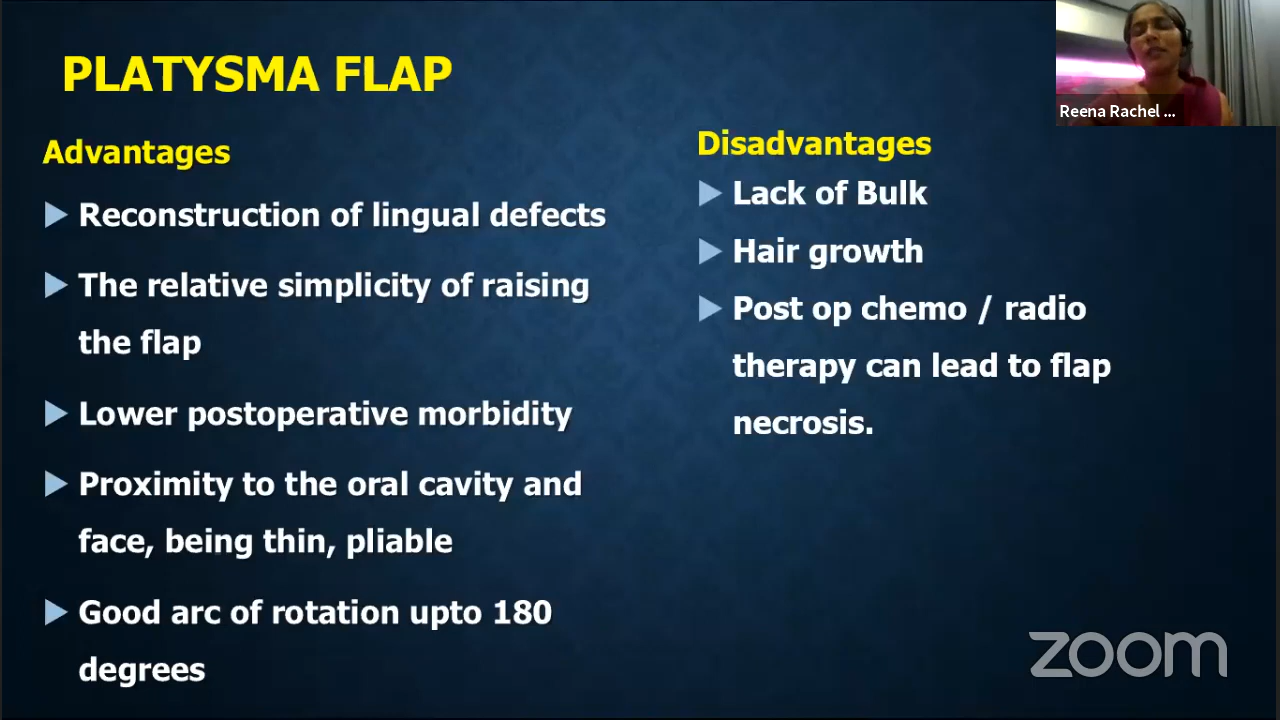 PLATYSMA FLAP
Advantages
Reconstruction of lingual defects
The relative simplicity of raising
the flap
Lower postoperative morbidity
Proximity to the oral cavity and
face, being thin, pliable
Good arc of rotation upto 180
degrees
Disadvantages
Lack of Bulk
Hair growth
Post op chemo / radio
therapy can lead to flap
necrosis.
Reena Rachel ...
zoom